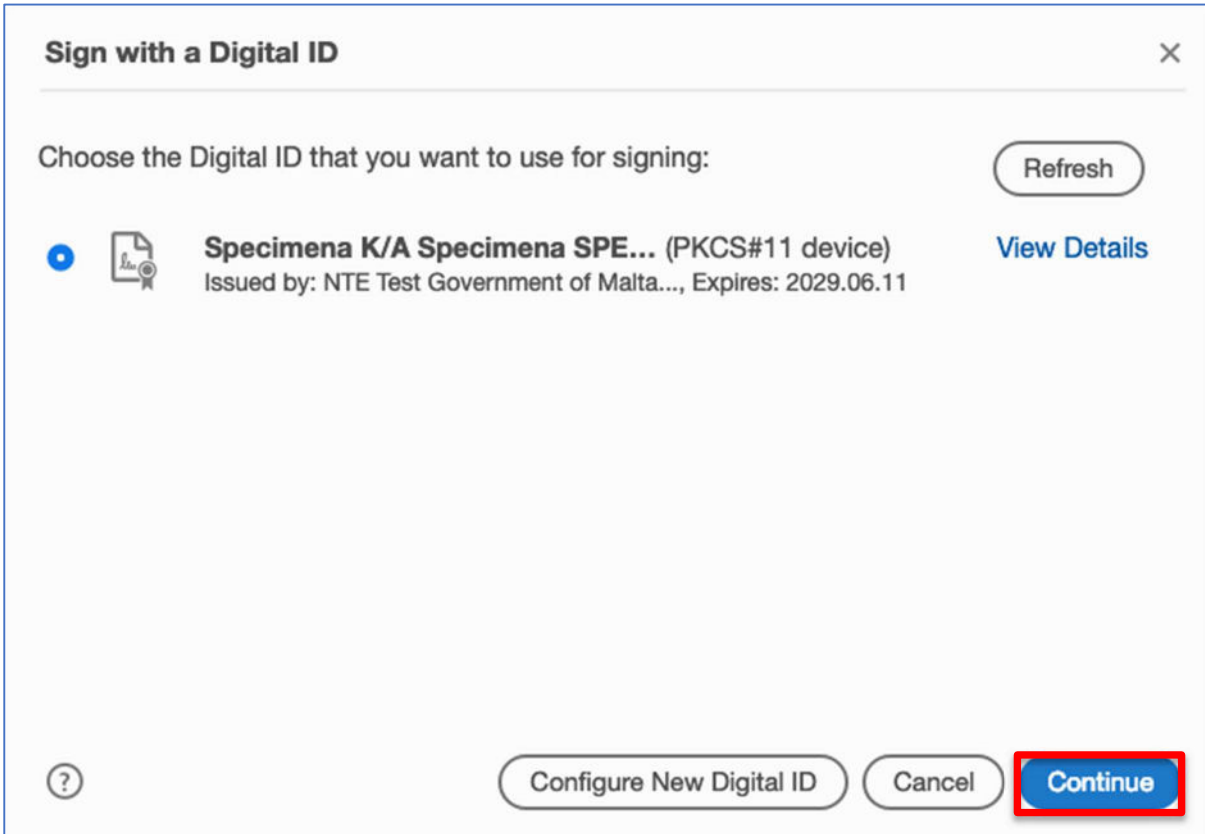 Sign with a Digital ID
Choose the Digital ID that you want to use for signing:
Refresh
Specimena K/A Specimena SPE... (PKCS#11 device)
View Details
Issued by: NTE Test Government of Malta..., Expires: 2029.06.11
?
Configure New Digital ID
Cancel
Continue